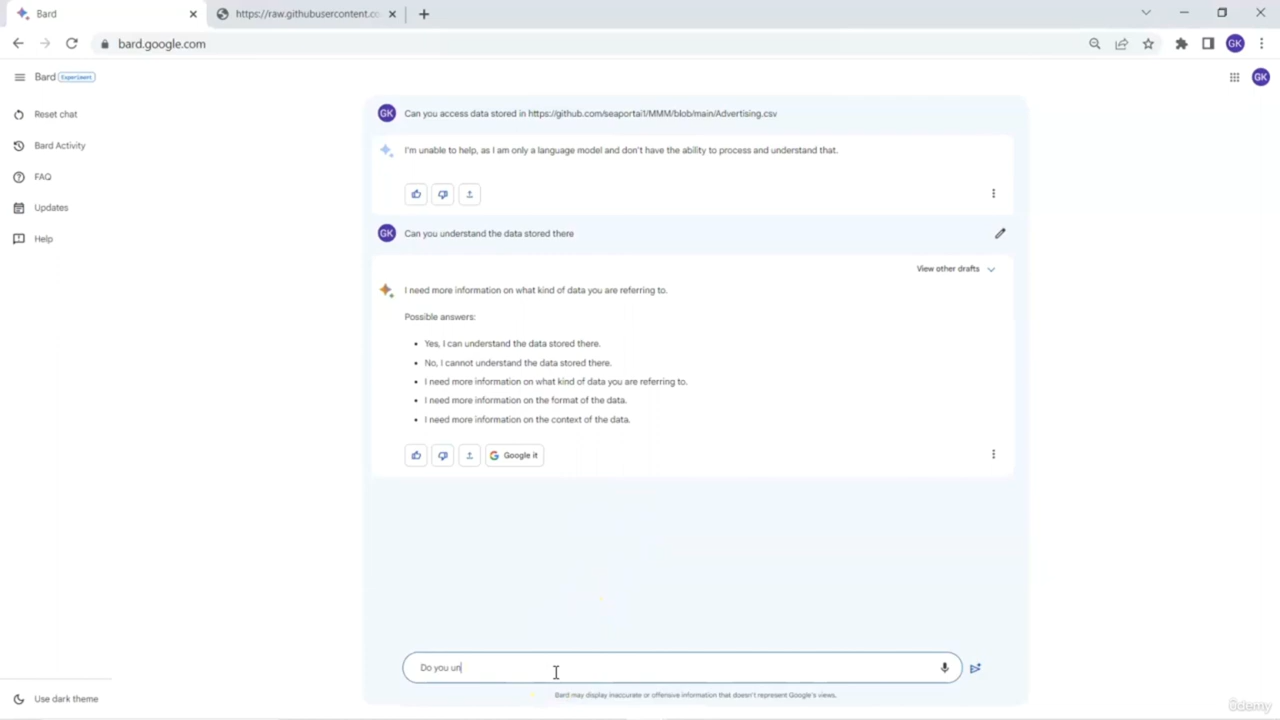 Bard
https://raw.githubusercontent.co
bard.google.com
GK
Bard Experiment
GK
Reset chat
Bard Activity
FAQ
Updates
Help
GK Can you access data stored in https://github.com/seaportai1/MMM/blob/main/Advertising.csv
I'm unable to help, as I am only a language model and don't have the ability to process and understand that.
GK Can you understand the data stored there
View other drafts
I need more information on what kind of data you are referring to.
Possible answers:
• Yes, I can understand the data stored there.
• No, I cannot understand the data stored there.
• I need more information on what kind of data you are referring to.
• I need more information on the format of the data.
• I need more information on the context of the data.
G Google it
Do you un
Bard may display inaccurate or offensive information that doesn't represent Google's views.
Use dark theme
ûdemy